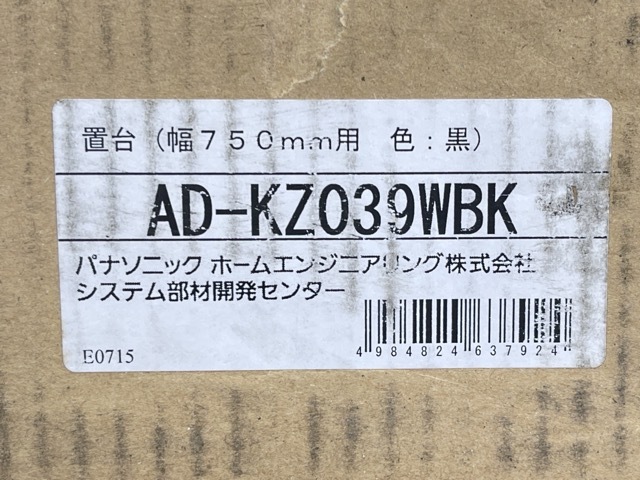 置台（幅７５０ｍｍ用　色：黒）
AD-KZ039WBK
パナソニック ホームエンジニアリング株式会社
システム部材開発センター
E0715
4984824637924